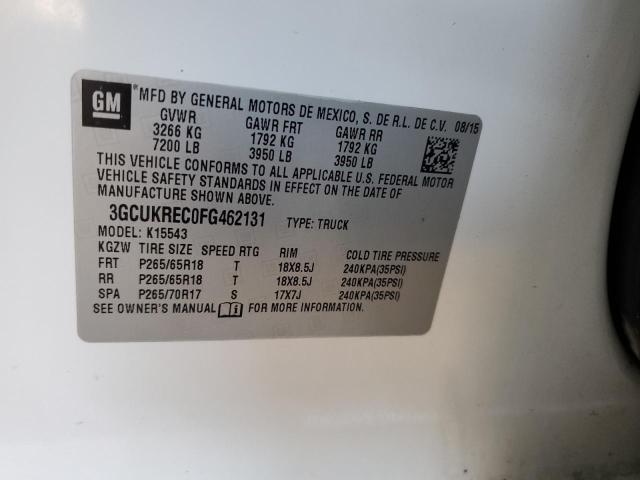 GM
*MFD BY GENERAL MOTORS DE MEXICO, S. DE R.L. DE C.V. 08/15
GVWR GAWR FRT GAWR RR
3266 KG 1792 KG 1792 KG
7200 LB 3950 LB 3950 LB
THIS VEHICLE CONFORMS TO ALL APPLICABLE U.S. FEDERAL MOTOR
VEHICLE SAFETY STANDARDS IN EFFECT ON THE DATE OF
MANUFACTURE SHOWN ABOVE.
3GCUKREC0FG462131 TYPE: TRUCK
MODEL: K15543
KGZW TIRE SIZE SPEED RTG RIM COLD TIRE PRESSURE
FRT P265/65R18 T 18X8.5J 240KPA(35PSI)
RR P265/65R18 T 18X8.5J 240KPA(35PSI)
SPA P265/70R17 S 17X7J 240KPA(35PSI)
SEE OWNER'S MANUAL FOR MORE INFORMATION.